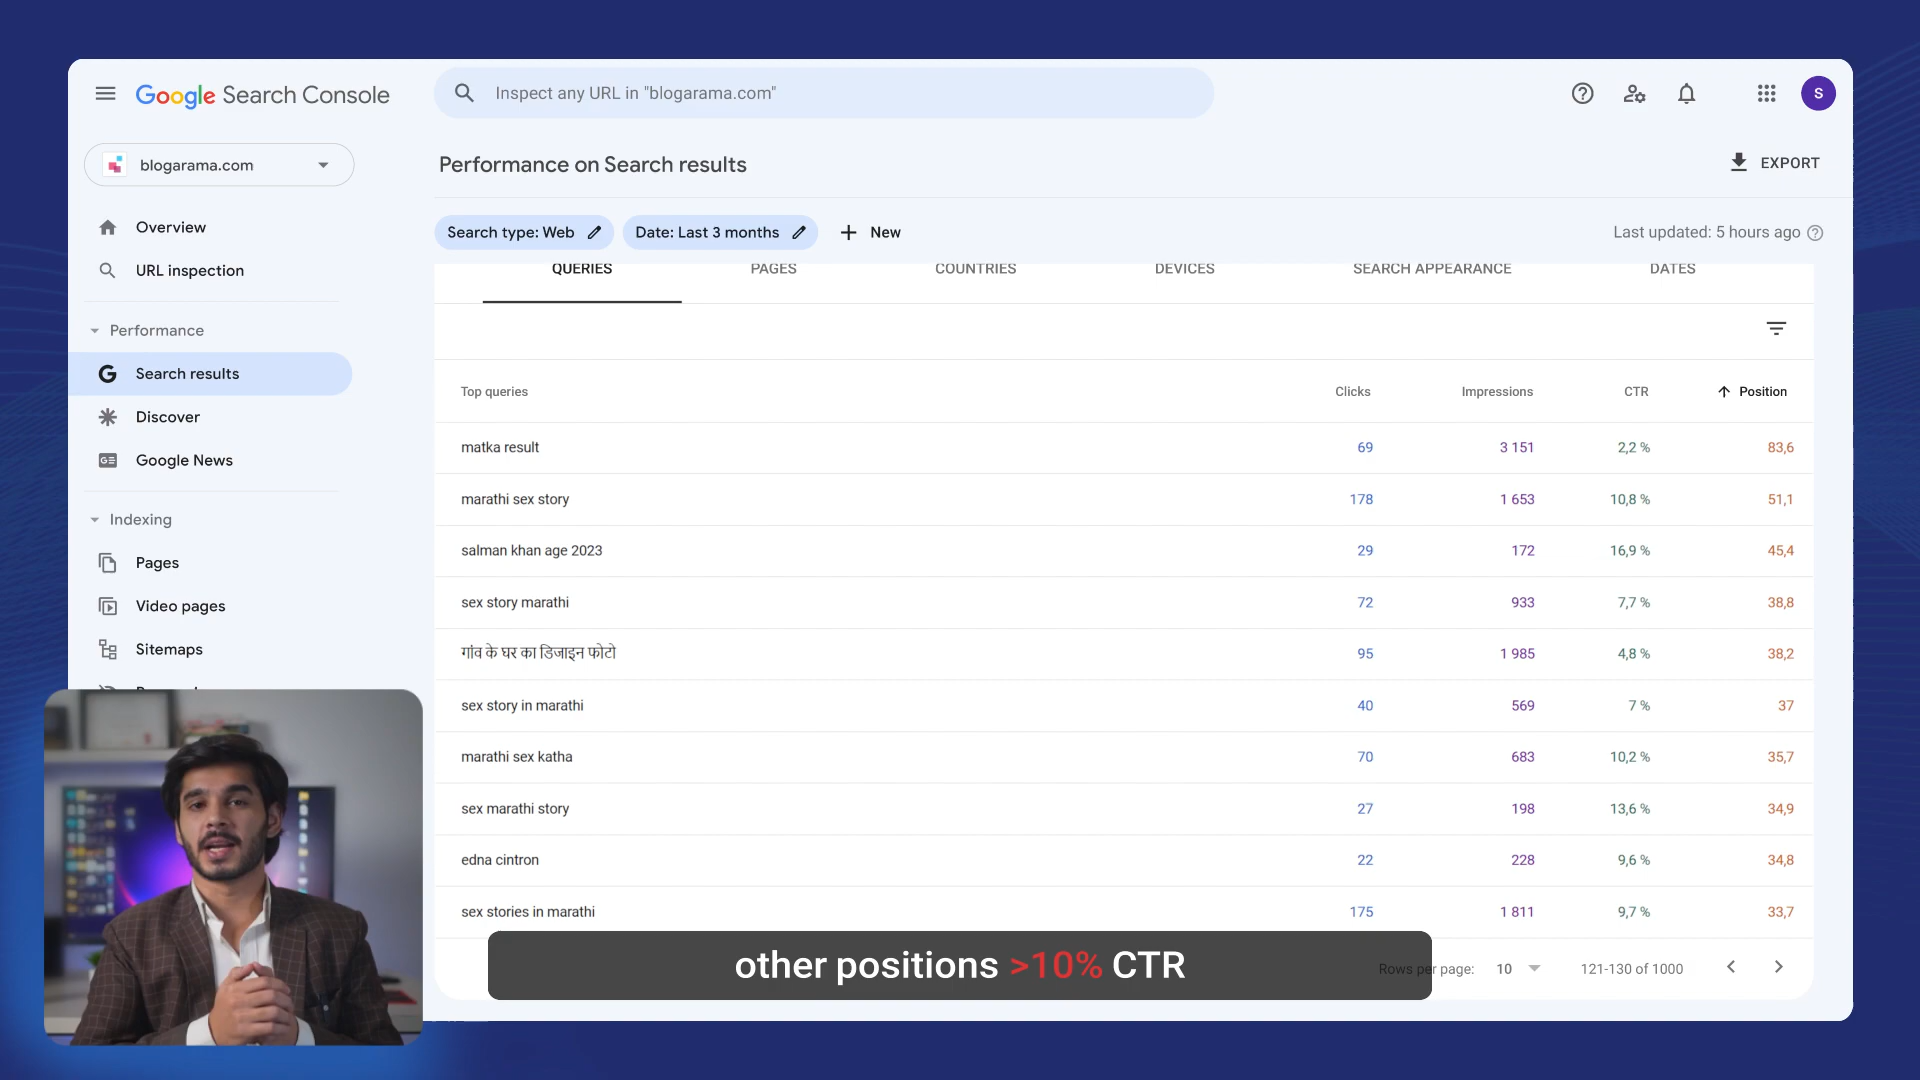 Google Search Console
Inspect any URL in "blogarama.com"
S
blogarama.com
Performance on Search results
EXPORT
Overview
Search type: Web
Date: Last 3 months
New
Last updated: 5 hours ago
URL inspection
QUERIES PAGES COUNTRIES DEVICES SEARCH APPEARANCE DATES
Performance
Search results
Discover
Google News
Indexing
Pages
Video pages
Sitemaps
Top queries Clicks Impressions CTR Position
matka result 69 3 151 2,2 % 83,6
marathi sex story 178 1 653 10,8 % 51,1
salman khan age 2023 29 172 16,9 % 45,4
sex story marathi 72 933 7,7 % 38,8
गांव के घर का डिजाइन फोटो 95 1 985 4,8 % 38,2
sex story in marathi 40 569 7 % 37
marathi sex katha 70 683 10,2 % 35,7
sex marathi story 27 198 13,6 % 34,9
edna cintron 22 228 9,6 % 34,8
sex stories in marathi 175 1 811 9,7 % 33,7
other positions >10% CTR
Rows per page: 10 121-130 of 1000